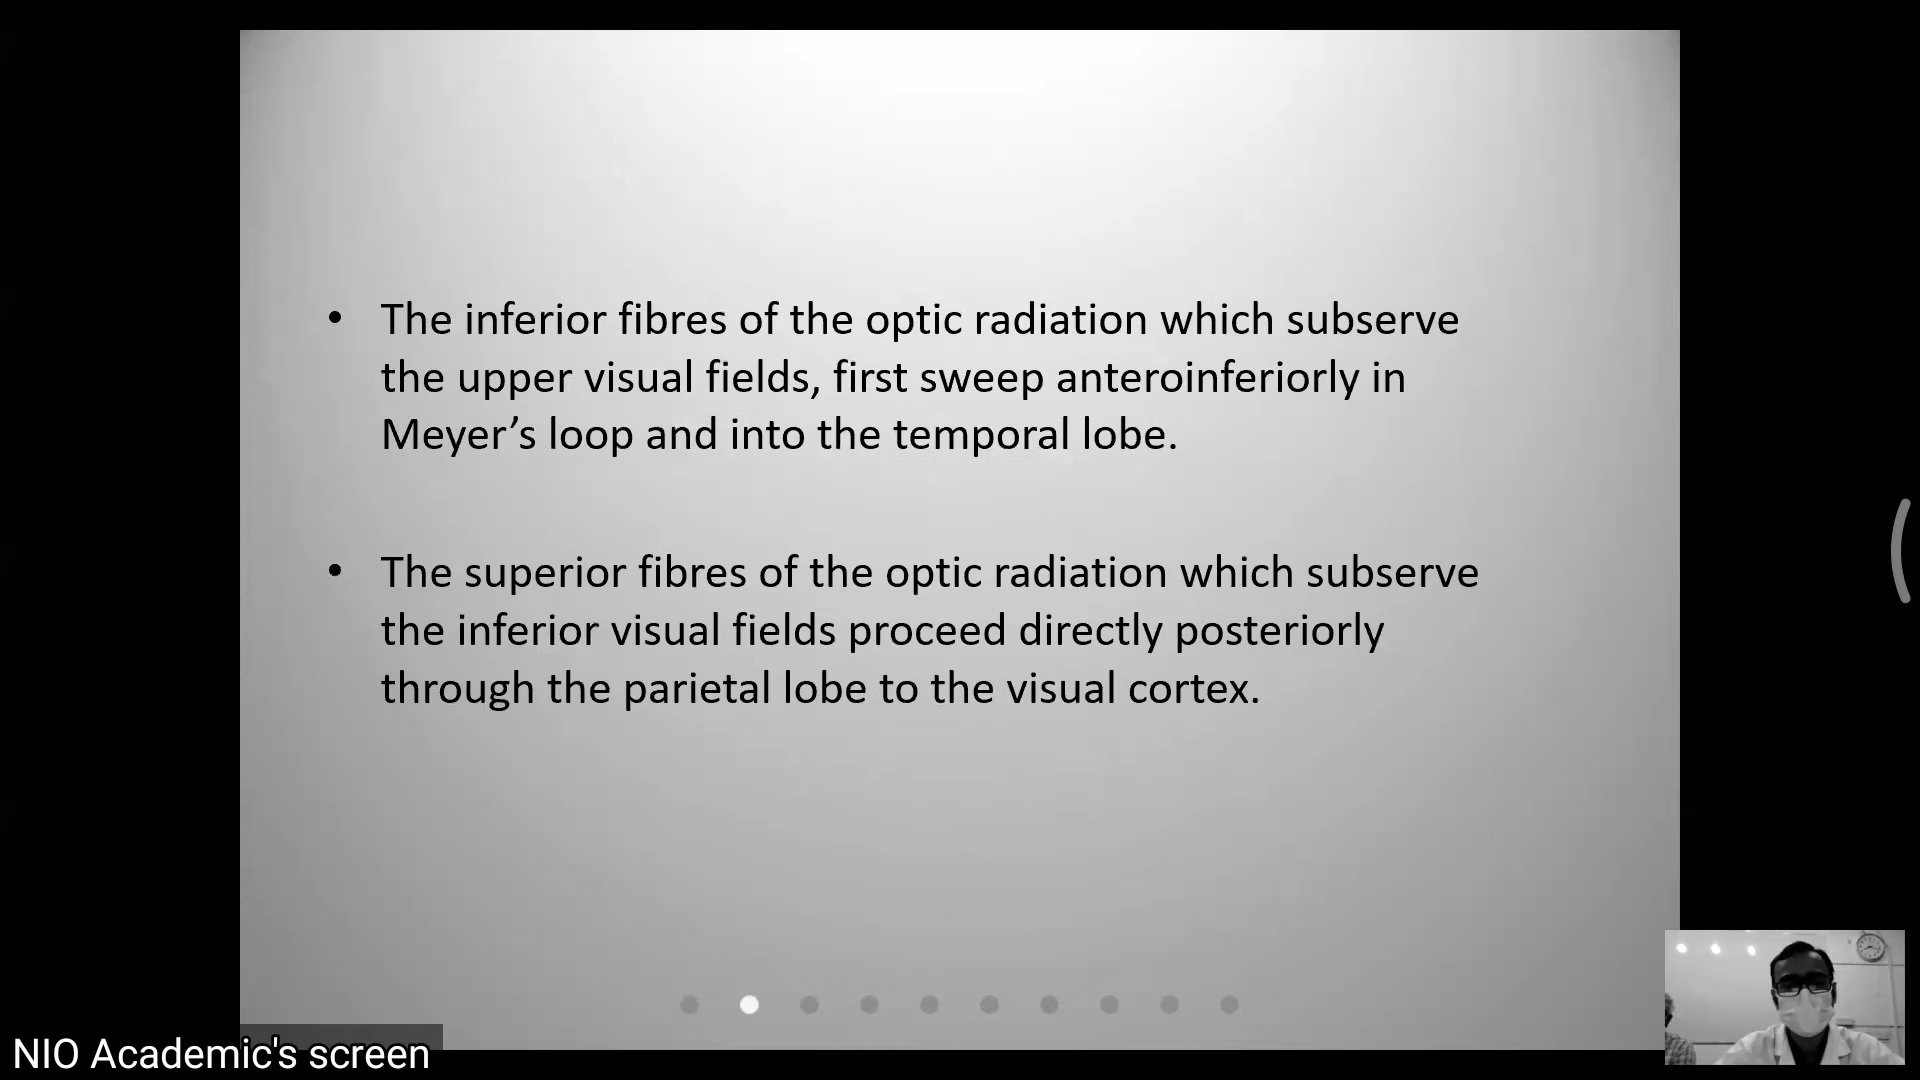 • The inferior fibres of the optic radiation which subserve
the upper visual fields, first sweep anteroinferiorly in
Meyer’s loop and into the temporal lobe.
• The superior fibres of the optic radiation which subserve
the inferior visual fields proceed directly posteriorly
through the parietal lobe to the visual cortex.
NIO Academic's screen